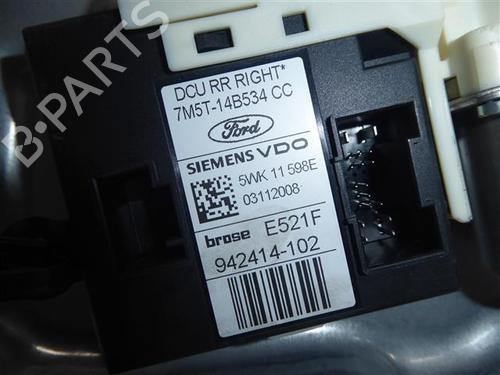 B-PARTS
DCU RR RIGHT*
7M5T-14B534 CC
Ford
SIEMENS VDO
5WK 11 598E
03112008
brose E521F
942414-102